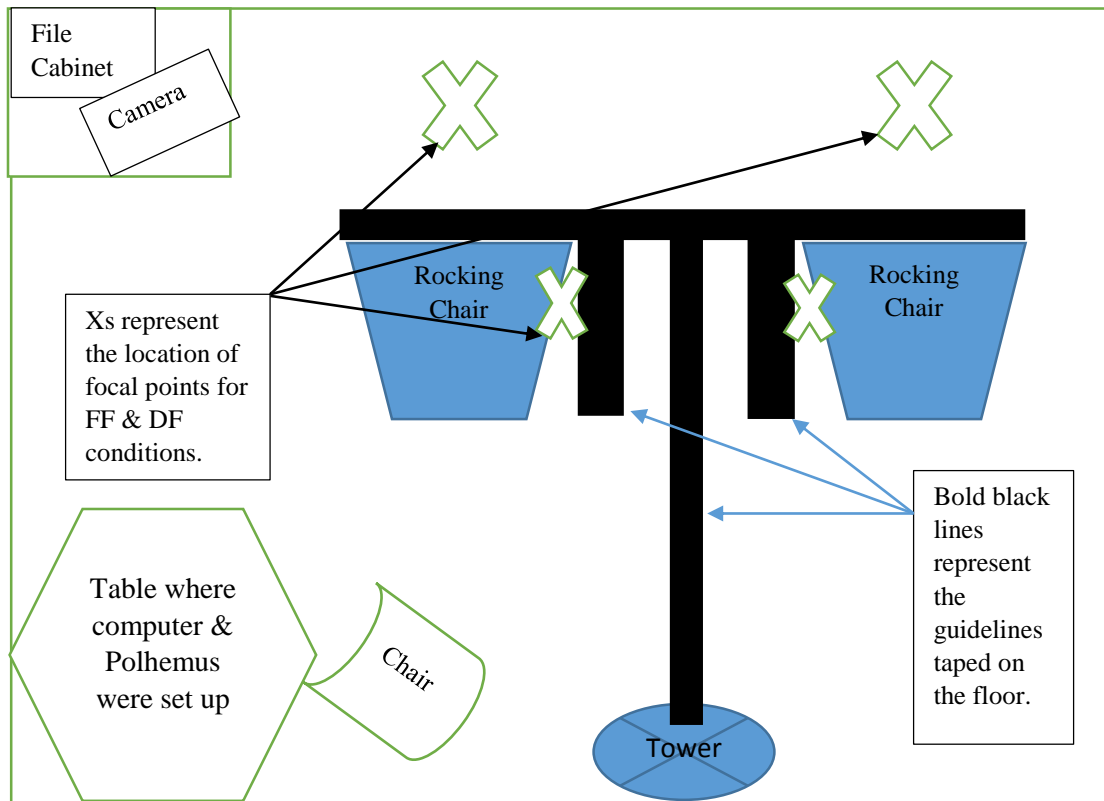 File
Cabinet
Camera
Rocking
Chair
Rocking
Chair
Xs represent
the location of
focal points for
FF & DF
conditions.
Bold black
lines
represent
the
guidelines
taped on
the floor.
Table where
computer &
Polhemus
were set up
Chair
Tower